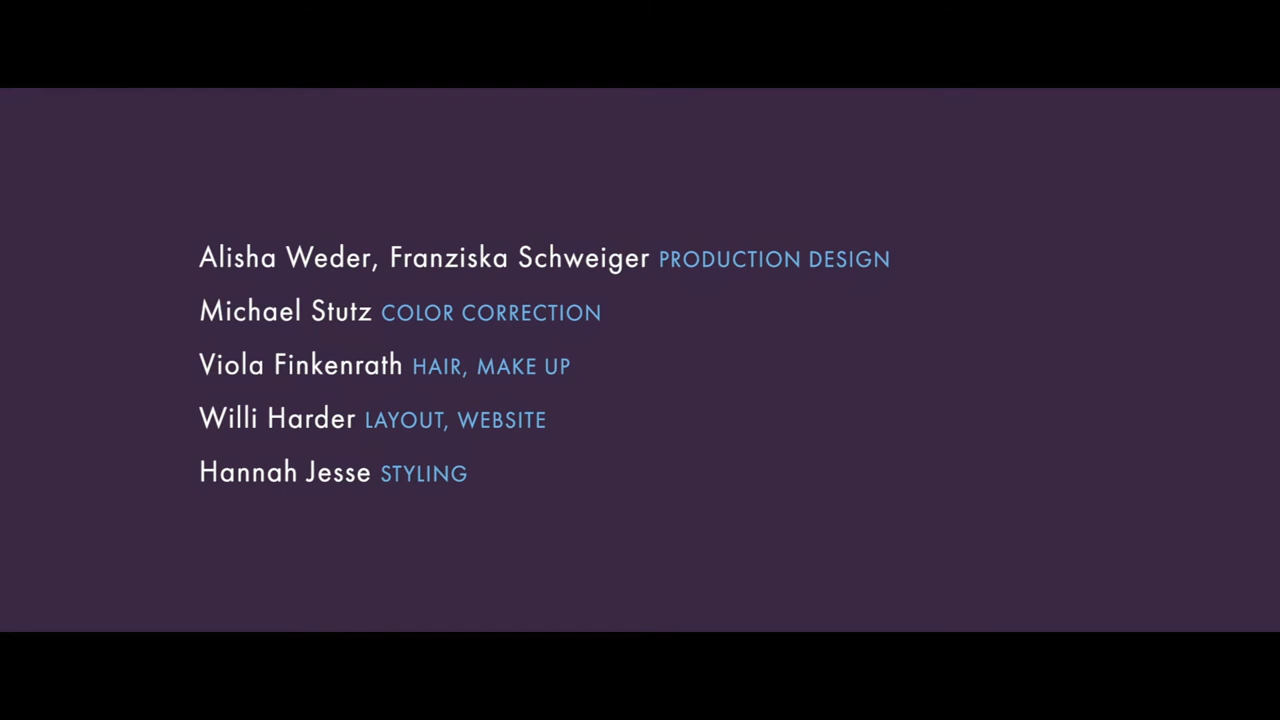 Alisha Weder, Franziska Schweiger PRODUCTION DESIGN
Michael Stutz COLOR CORRECTION
Viola Finkenrath HAIR, MAKE UP
Willi Harder LAYOUT, WEBSITE
Hannah Jesse STYLING